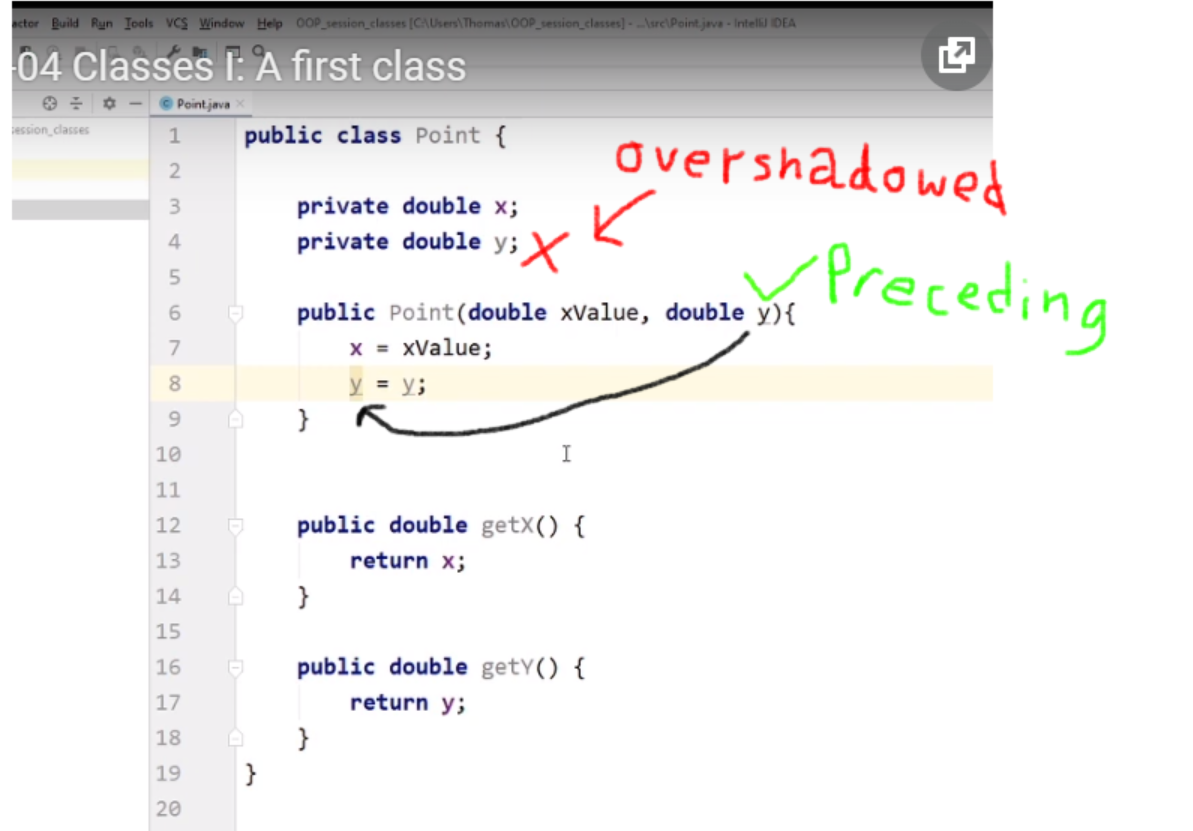 actor Build Run Tools VCS Window Help OOP_session_classes [C:\Users\Thomas\OOP_session_classes] - ...\src\Point.java - IntelliJ IDEA
-04 Classes I: A first class
Point.java
session_classes
1 public class Point {
overshadowed
2
3 private double x;
4 private double y;
5
Preceding
6 public Point(double xValue, double y){
7 x = xValue;
8 y = y;
9 }
10
11
12 public double getX() {
13 return x;
14 }
15
16 public double getY() {
17 return y;
18 }
19 }
20